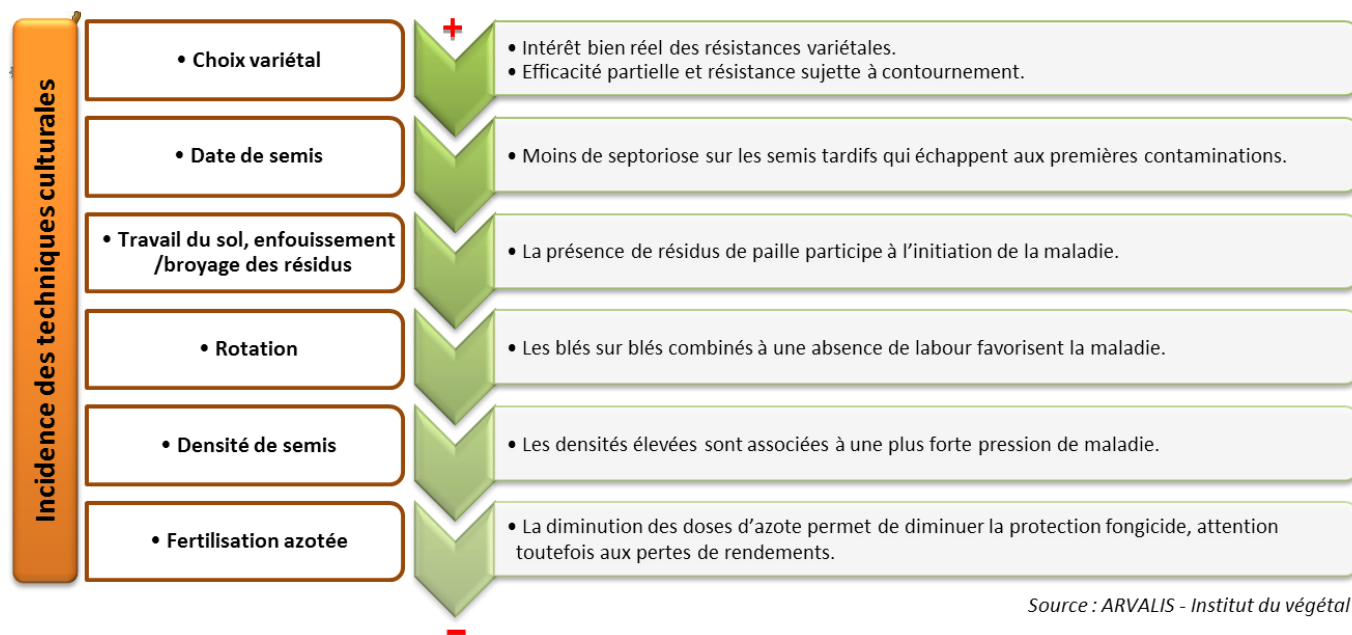 Incidence des techniques culturales
+
• Choix variétal
• Intérêt bien réel des résistances variétales.
• Efficacité partielle et résistance sujette à contournement.
• Date de semis
• Moins de septoriose sur les semis tardifs qui échappent aux premières contaminations.
• Travail du sol, enfouissement
/broyage des résidus
• La présence de résidus de paille participe à l’initiation de la maladie.
• Rotation
• Les blés sur blés combinés à une absence de labour favorisent la maladie.
• Densité de semis
• Les densités élevées sont associées à une plus forte pression de maladie.
• Fertilisation azotée
• La diminution des doses d’azote permet de diminuer la protection fongicide, attention
toutefois aux pertes de rendements.
-
Source : ARVALIS - Institut du végétal